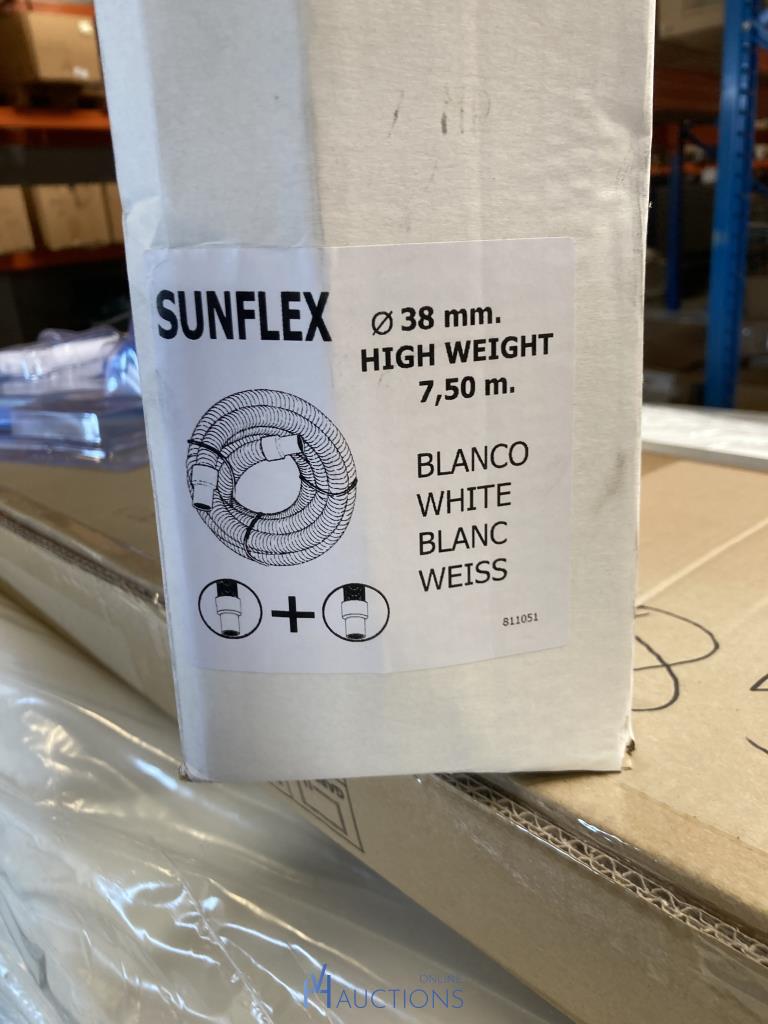 SUNFLEX
Ø 38 mm.
HIGH WEIGHT
7,50 m.
BLANCO
WHITE
BLANC
WEISS
811051
+
ONLINE
AUCTIONS